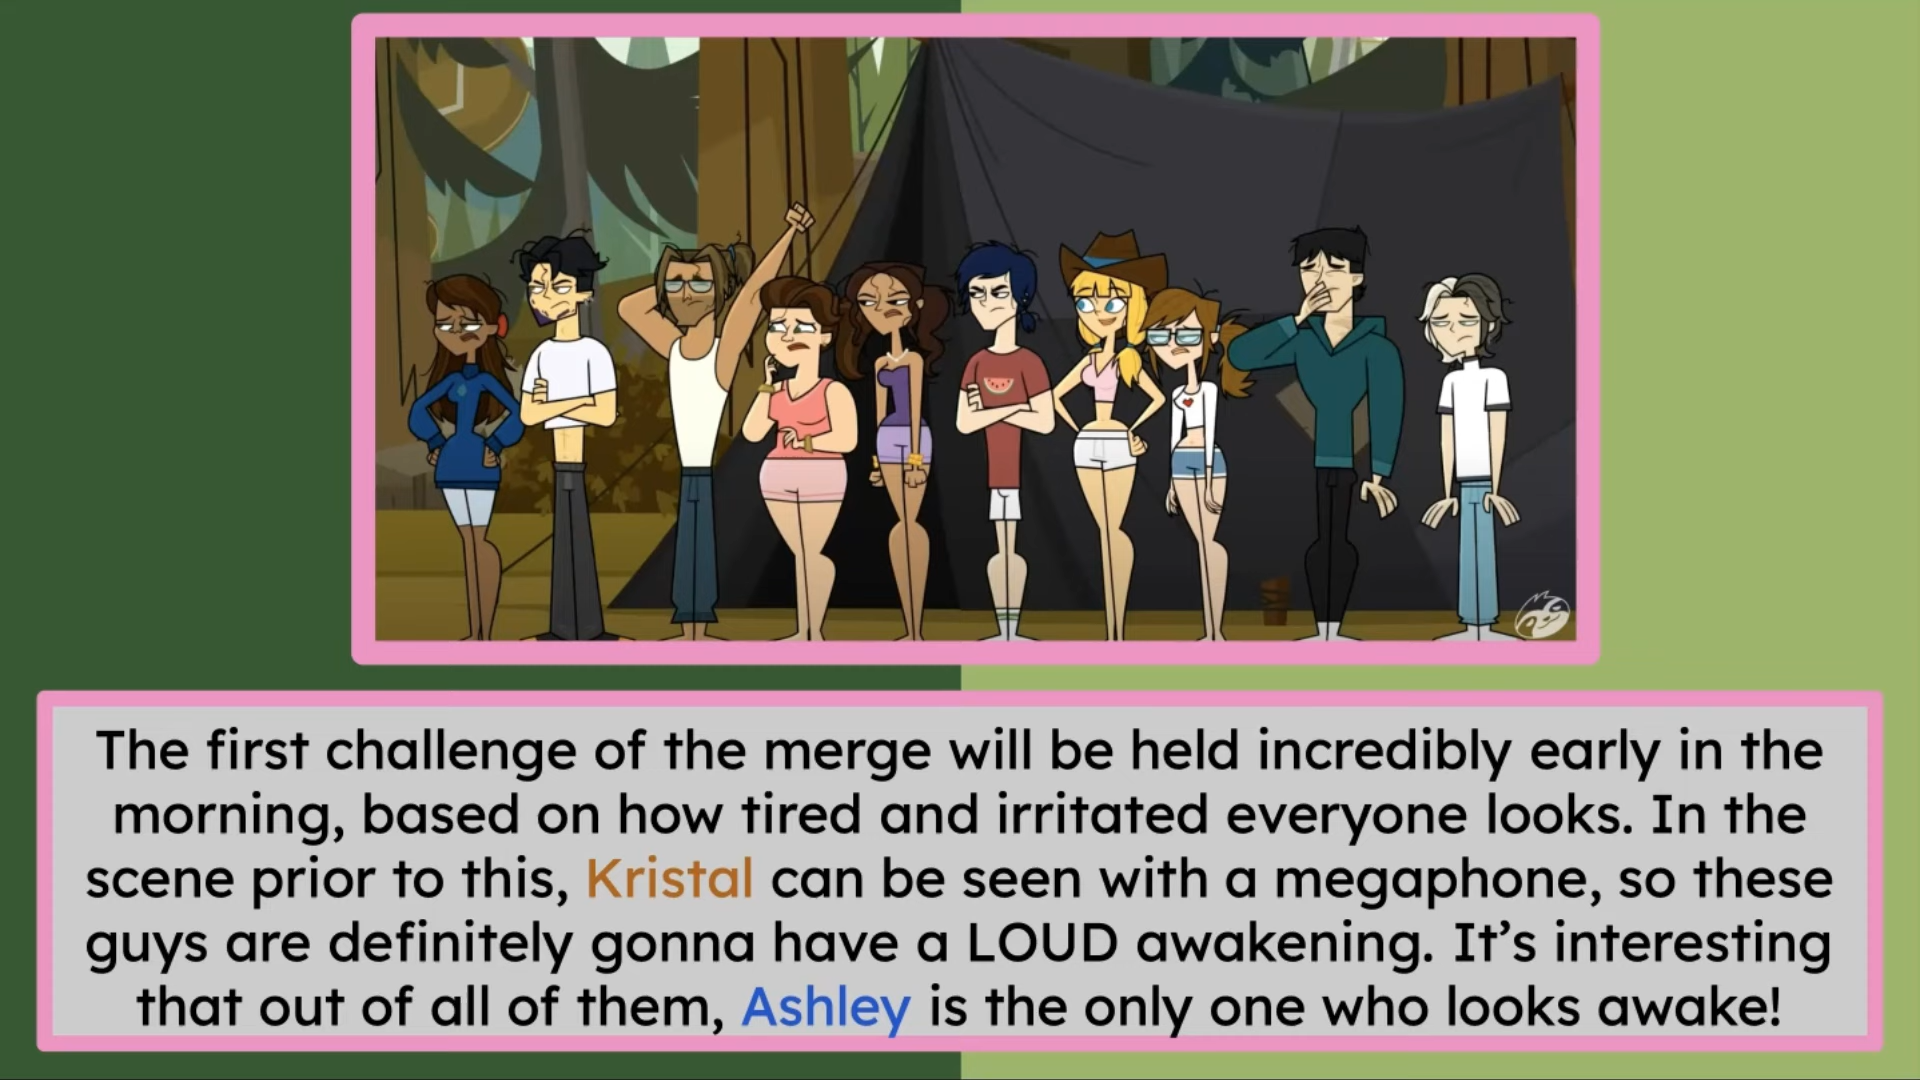 The first challenge of the merge will be held incredibly early in the
morning, based on how tired and irritated everyone looks. In the
scene prior to this, Kristal can be seen with a megaphone, so these
guys are definitely gonna have a LOUD awakening. It's interesting
that out of all of them, Ashley is the only one who looks awake!